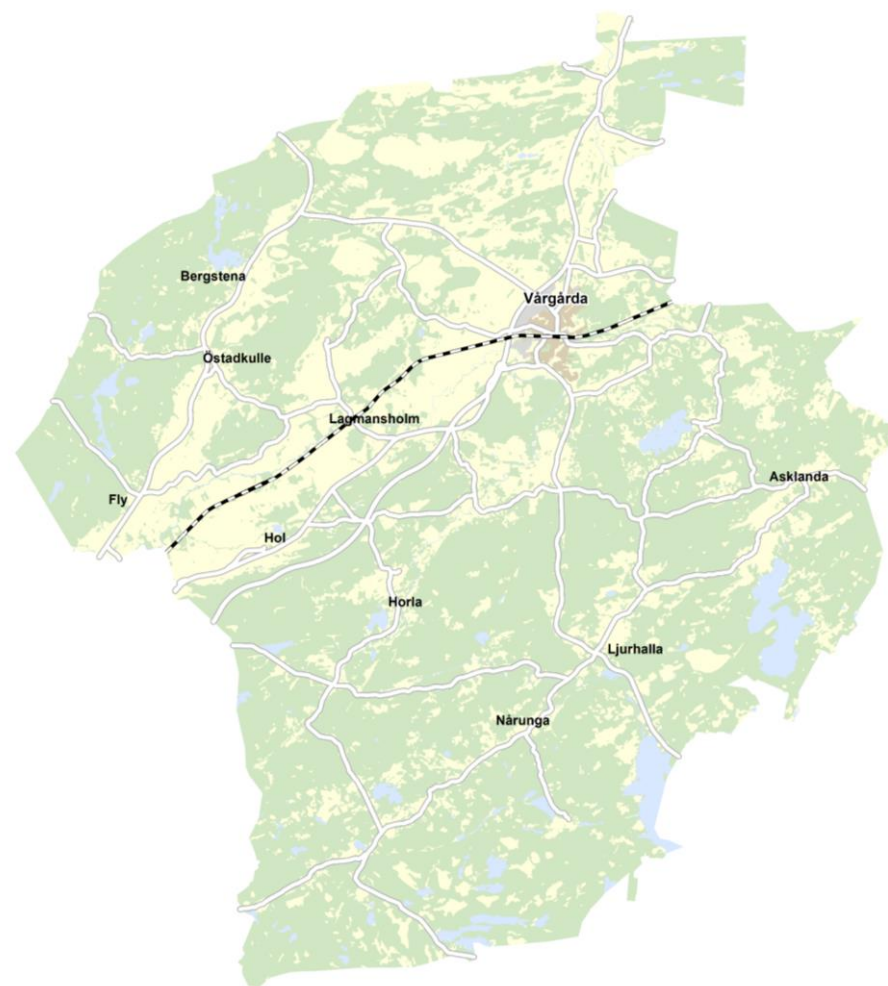 Bergstena
Vårgårda
Östadkulle
Lagmansholm
Asklanda
Fly
Hol
Horla
Ljurhalla
Nårunga